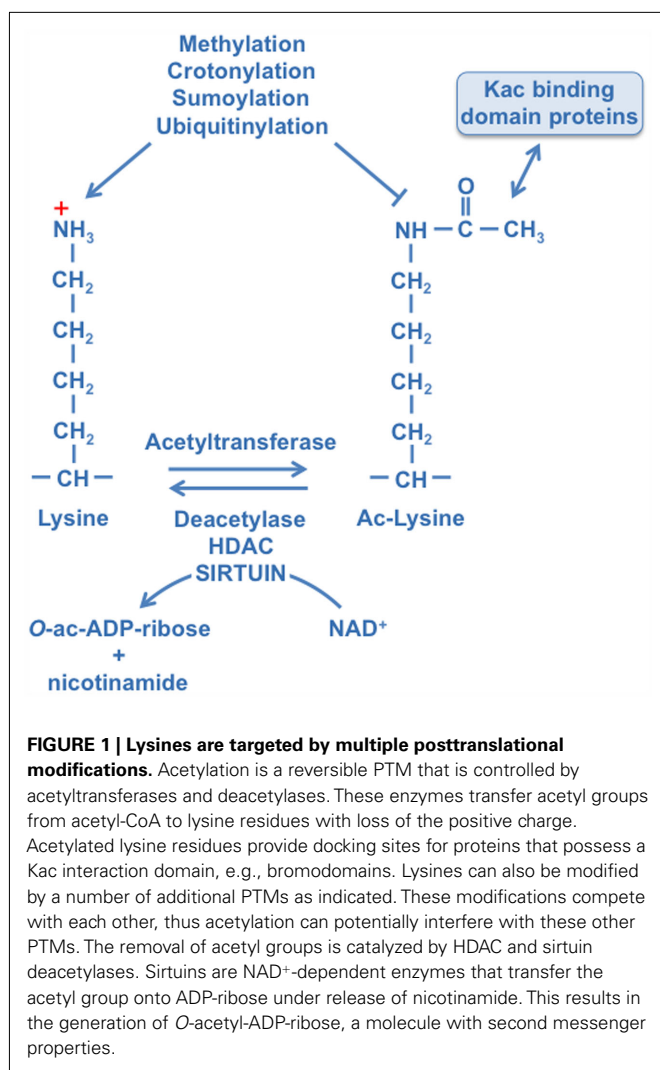 Methylation
Crotonylation
Sumoylation
Ubiquitinylation
Kac binding
domain proteins
+
NH₃
CH₂
CH₂
CH₂
CH₂
— CH —
Lysine
O
NH — C — CH₃
CH₂
CH₂
CH₂
CH₂
— CH —
Ac-Lysine
Acetyltransferase
Deacetylase
HDAC
SIRTUIN
O-ac-ADP-ribose
+
nicotinamide
NAD⁺
FIGURE 1 | Lysines are targeted by multiple posttranslational
modifications. Acetylation is a reversible PTM that is controlled by
acetyltransferases and deacetylases. These enzymes transfer acetyl groups
from acetyl-CoA to lysine residues with loss of the positive charge.
Acetylated lysine residues provide docking sites for proteins that possess a
Kac interaction domain, e.g., bromodomains. Lysines can also be modified
by a number of additional PTMs as indicated. These modifications compete
with each other, thus acetylation can potentially interfere with these other
PTMs. The removal of acetyl groups is catalyzed by HDAC and sirtuin
deacetylases. Sirtuins are NAD⁺-dependent enzymes that transfer the
acetyl group onto ADP-ribose under release of nicotinamide. This results in
the generation of O-acetyl-ADP-ribose, a molecule with second messenger
properties.